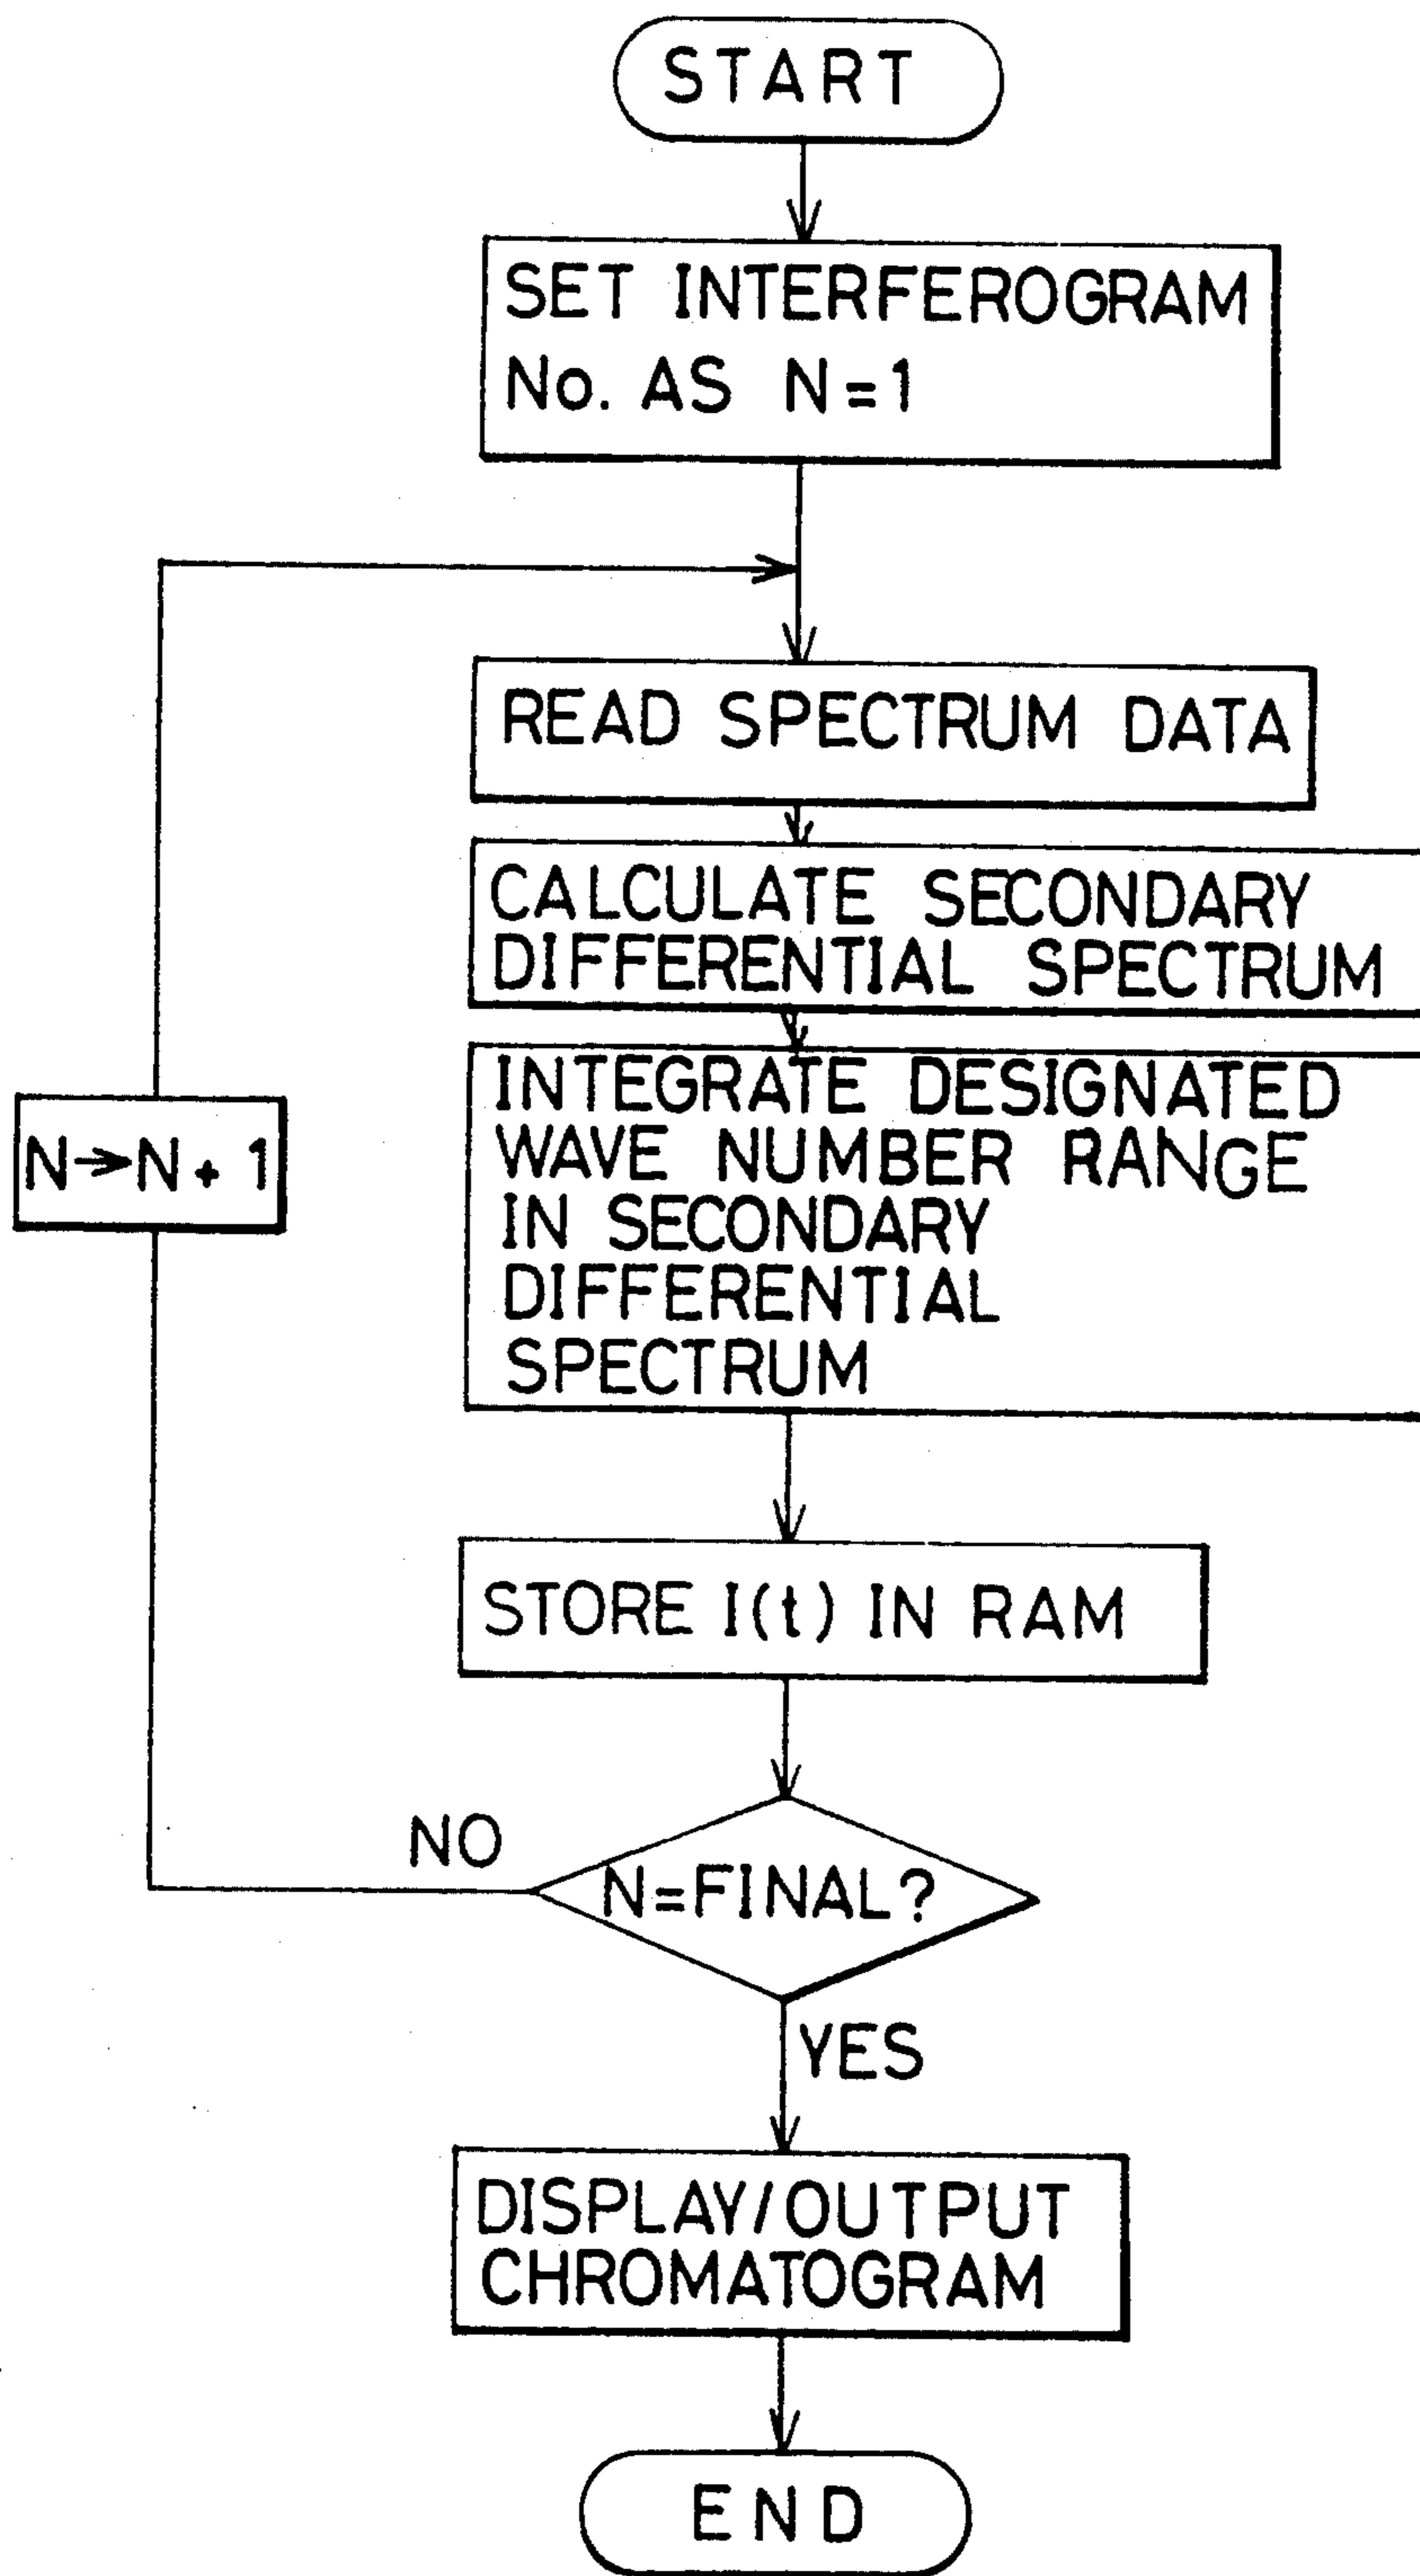 START
SET INTERFEROGRAM
No. AS N=1
READ SPECTRUM DATA
CALCULATE SECONDARY
DIFFERENTIAL SPECTRUM
INTEGRATE DESIGNATED
WAVE NUMBER RANGE
IN SECONDARY
DIFFERENTIAL
SPECTRUM
N→N+1
STORE I(t) IN RAM
NO
N=FINAL?
YES
DISPLAY/OUTPUT
CHROMATOGRAM
END